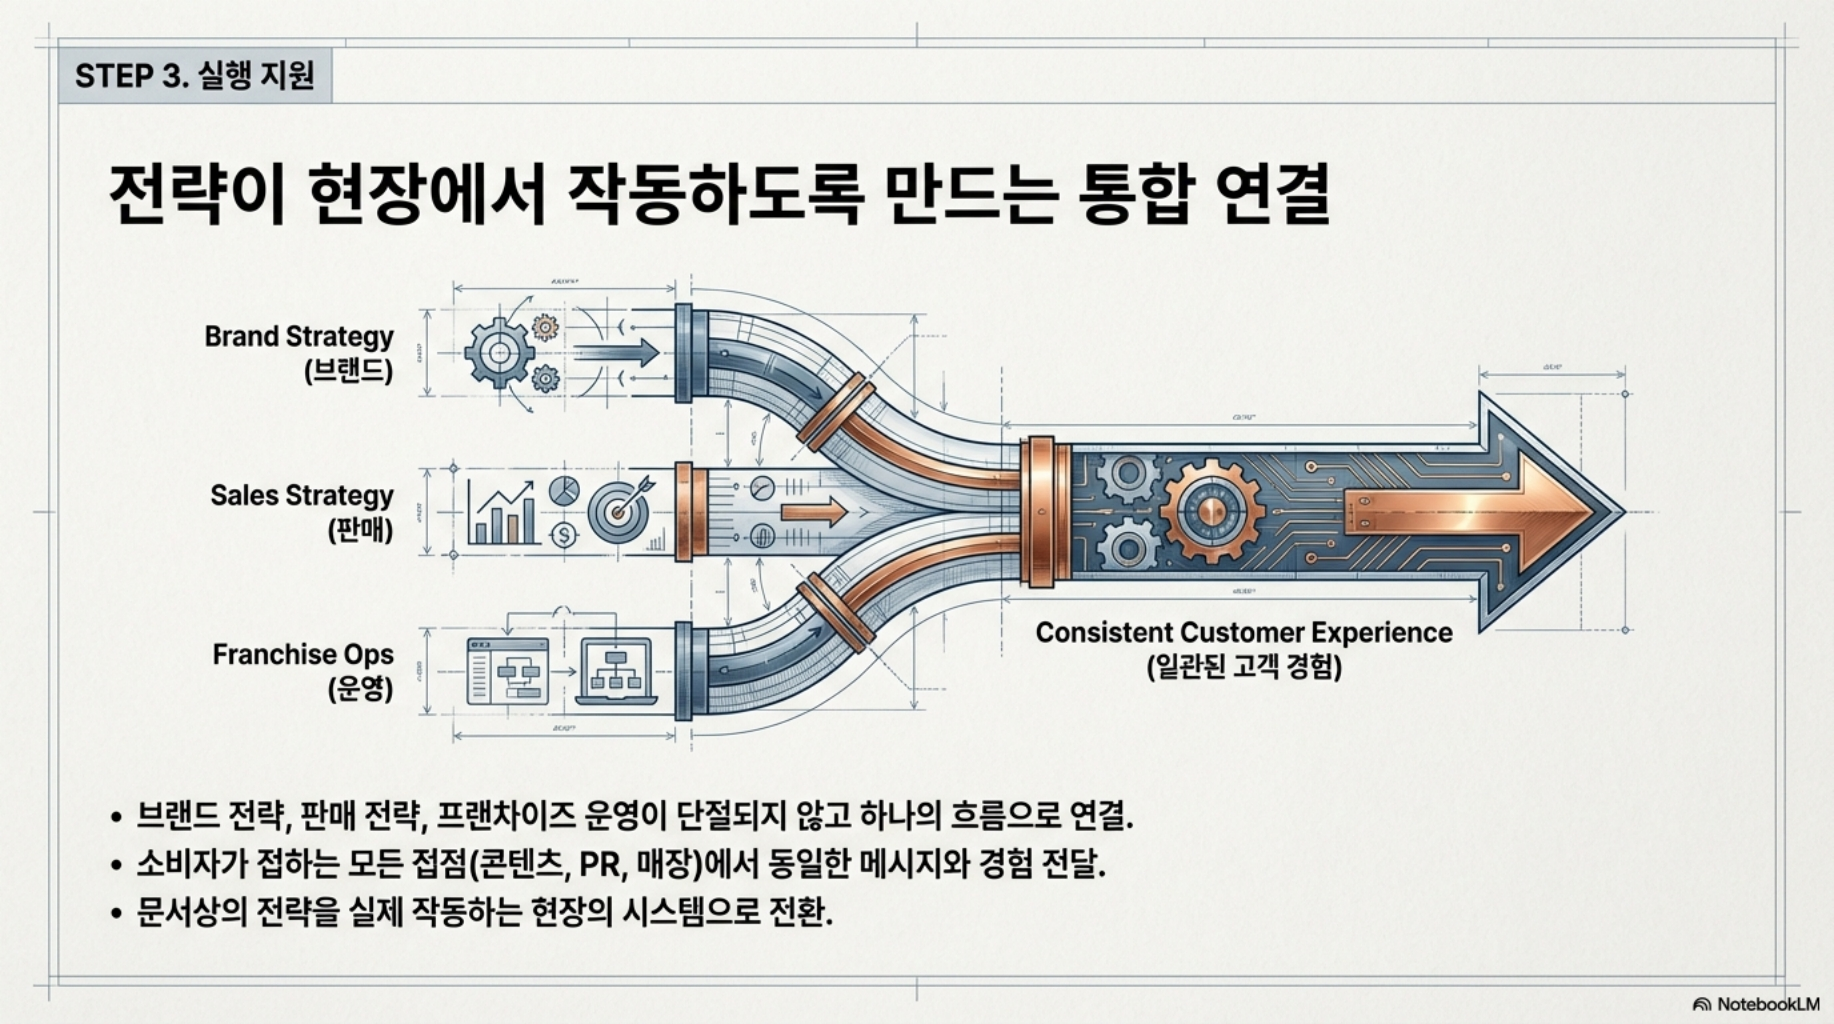 STEP 3. 실행 지원
전략이 현장에서 작동하도록 만드는 통합 연결
Brand Strategy
(브랜드)
Sales Strategy
(판매)
Franchise Ops
(운영)
Consistent Customer Experience
(일관된 고객 경험)
• 브랜드 전략, 판매 전략, 프랜차이즈 운영이 단절되지 않고 하나의 흐름으로 연결.
• 소비자가 접하는 모든 접점(콘텐츠, PR, 매장)에서 동일한 메시지와 경험 전달.
• 문서상의 전략을 실제 작동하는 현장의 시스템으로 전환.
NotebookLM